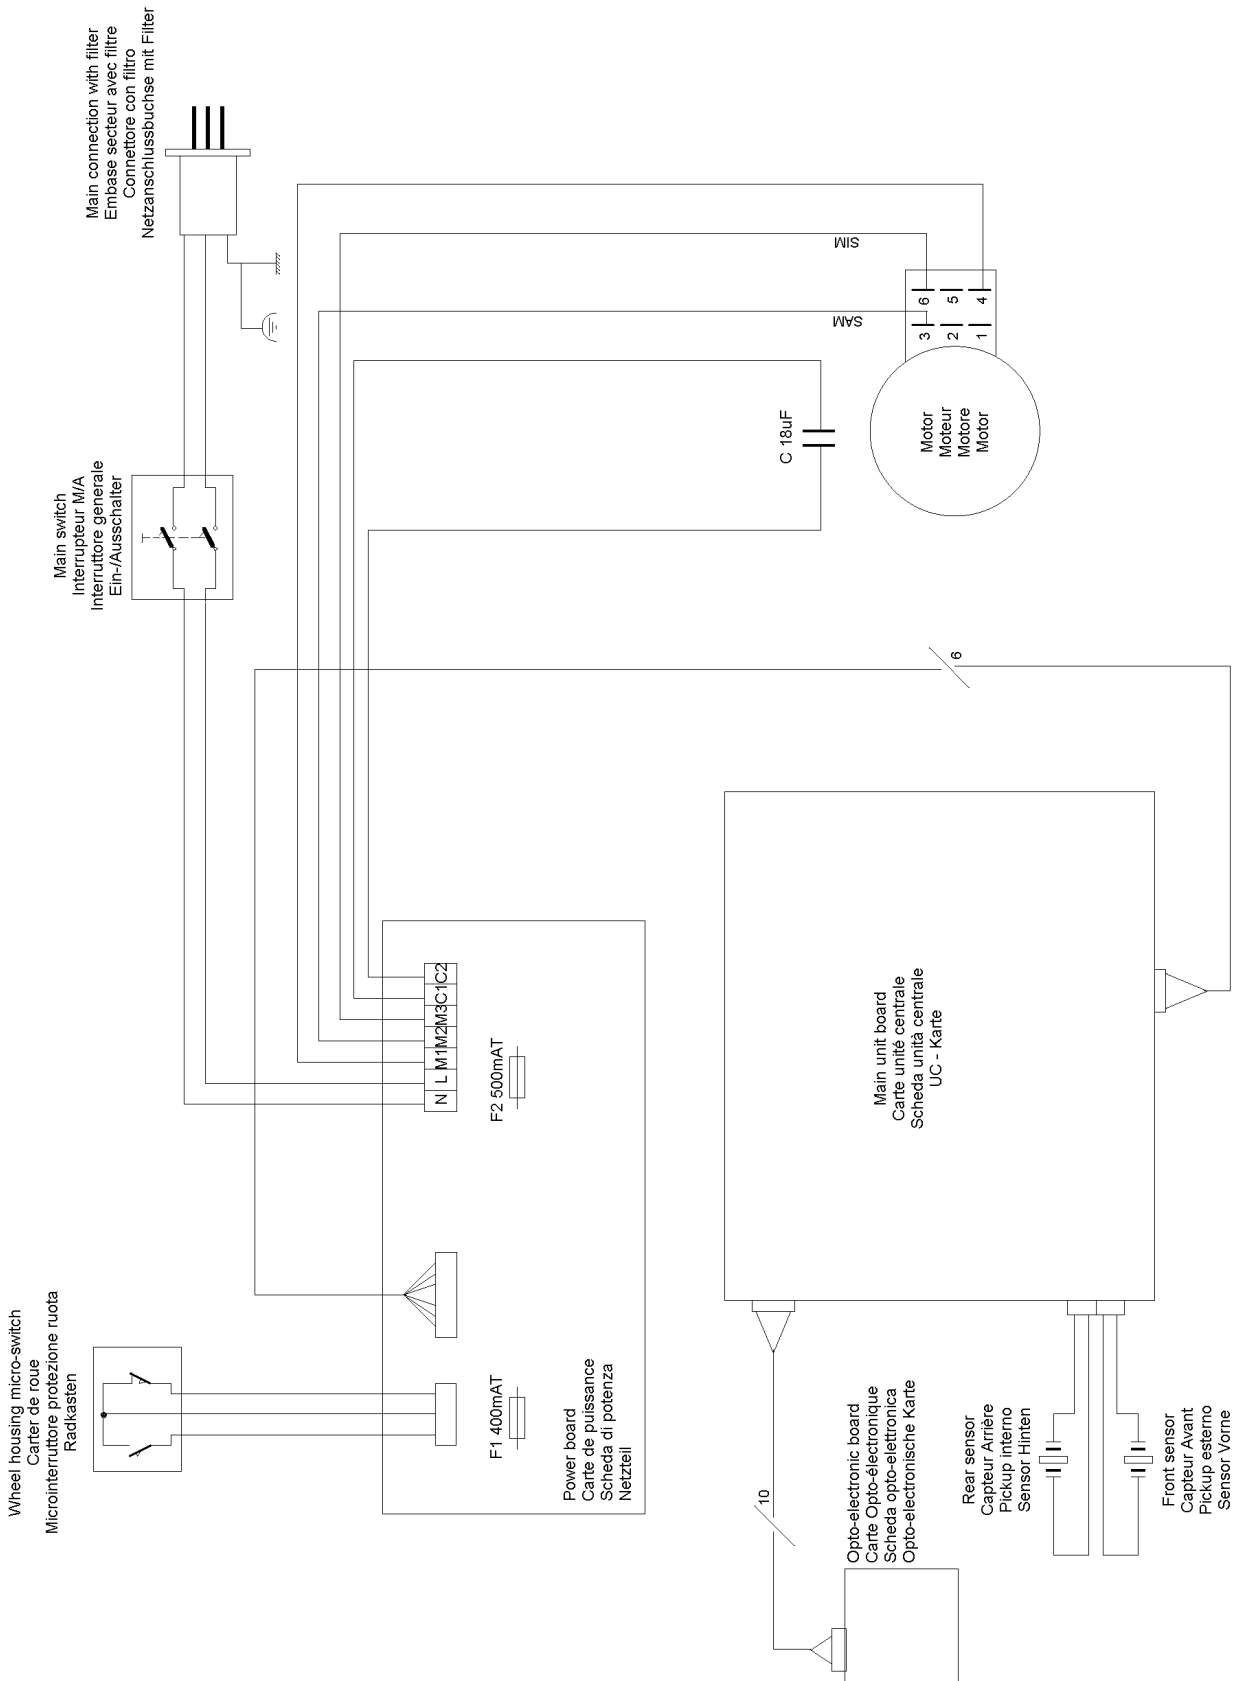 Main connection with filter
Embase secteur avec filtre
Connettore con filtro
Netzanschlussbuchse mit Filter
Main switch
Interrupteur M/A
Interruttore generale
Ein-/Ausschalter
SIM
SAM
6
5
4
3
2
1
Motor
Moteur
Motore
Motor
C 18uF
6
N L M1 M2 M3 C1 C2
F2 500mAT
Wheel housing micro-switch
Carter de roue
Microinterruttore protezione ruota
Radkasten
F1 400mAT
Power board
Carte de puissance
Scheda di potenza
Netzteil
Main unit board
Carte unité centrale
Scheda unità centrale
UC - Karte
10
Opto-electronic board
Carte Opto-électronique
Scheda opto-elettronica
Opto-electronische Karte
Rear sensor
Capteur Arrière
Pickup interno
Sensor Hinten
Front sensor
Capteur Avant
Pickup esterno
Sensor Vorne